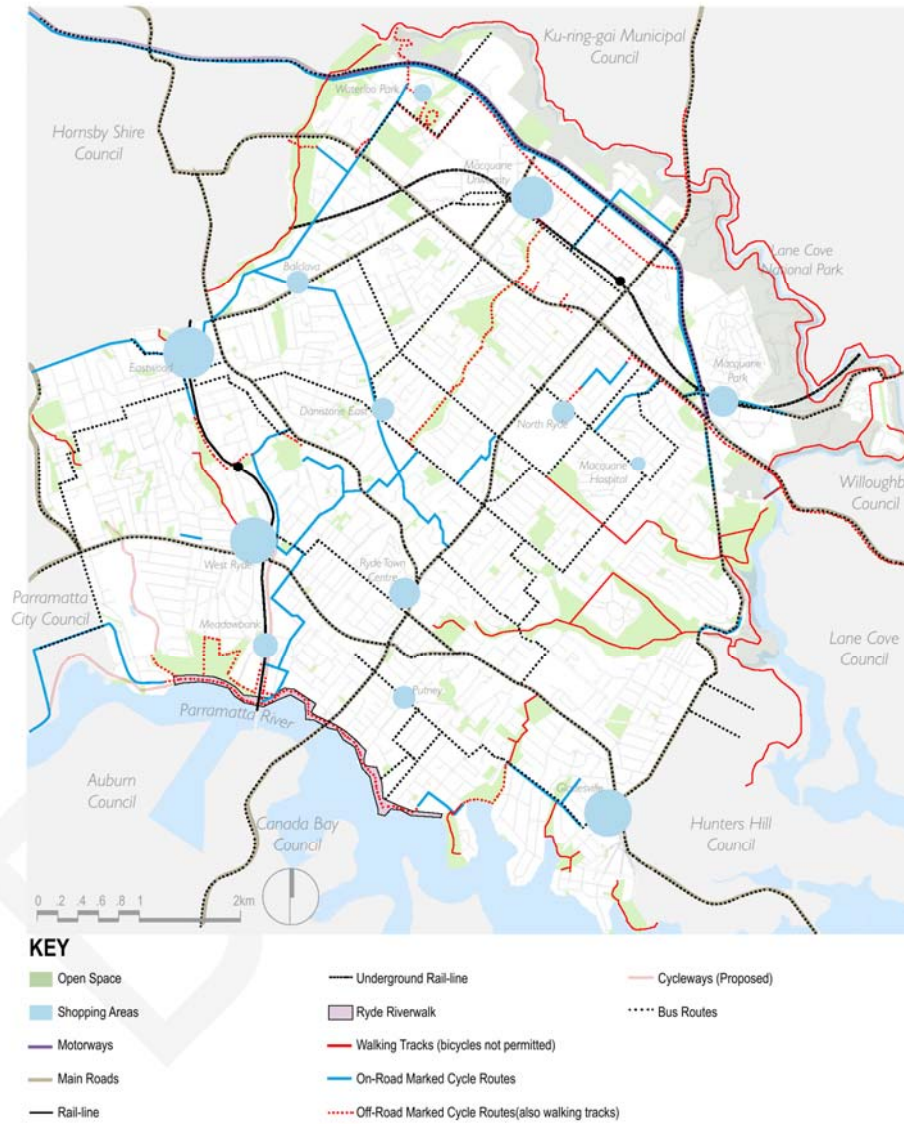 Ku-ring-gai Municipal
Council
Waterloo Park
Hornsby Shire
Council
Macquarie
University
Lane Cove
National Park
Balclava
Eastwood
Macquarie
Park
Denistone East
North Ryde
Macquarie
Hospital
Willoughb
Council
West Ryde
Ryde Town
Centre
Parramatta
City Council
Meadowbank
Lane Cove
Council
Putney
Parramatta River
Auburn
Council
Gladesville
Canada Bay
Council
Hunters Hill
Council
0 .2 .4 .6 .8 1 2km
KEY
Open Space
Underground Rail-line
Cycleways (Proposed)
Shopping Areas
Ryde Riverwalk
Bus Routes
Motorways
Walking Tracks (bicycles not permitted)
Main Roads
On-Road Marked Cycle Routes
Rail-line
Off-Road Marked Cycle Routes(also walking tracks)